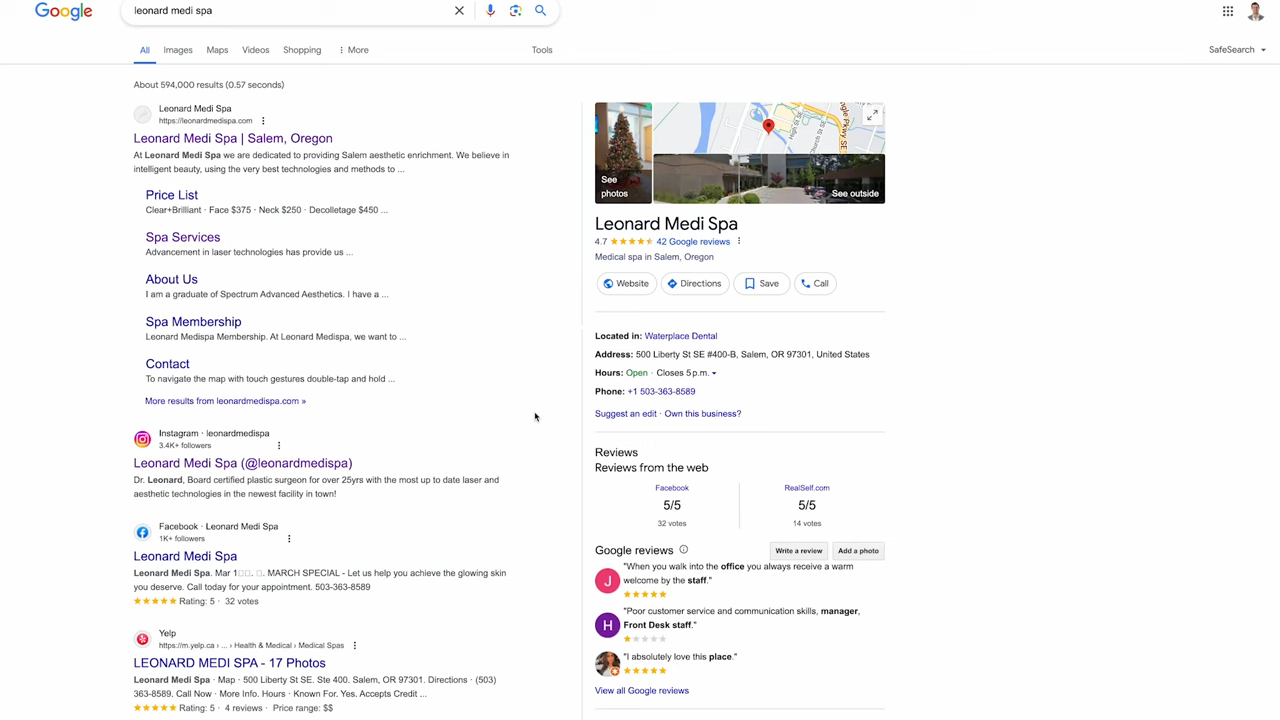 Google
leonard medi spa
All
Images
Maps
Videos
Shopping
More
Tools
SafeSearch
About 594,000 results (0.57 seconds)
Leonard Medi Spa
https://leonardmedispa.com
Leonard Medi Spa | Salem, Oregon
At Leonard Medi Spa we are dedicated to providing Salem aesthetic enrichment. We believe in
intelligent beauty, using the very best technologies and methods to ...
Price List
Clear+Brilliant · Face $375 · Neck $250 · Decolletage $450 ...
Spa Services
Advancement in laser technologies has provide us ...
About Us
I am a graduate of Spectrum Advanced Aesthetics. I have a ...
Spa Membership
Leonard Medispa Membership. At Leonard Medispa, we want to ...
Contact
To navigate the map with touch gestures double-tap and hold ...
More results from leonardmedispa.com »
Instagram · leonardmedispa
3.4K+ followers
Leonard Medi Spa (@leonardmedispa)
Dr. Leonard, Board certified plastic surgeon for over 25yrs with the most up to date laser and
aesthetic technologies in the newest facility in town!
Facebook · Leonard Medi Spa
1K+ followers
Leonard Medi Spa
Leonard Medi Spa. Mar 1. . MARCH SPECIAL - Let us help you achieve the glowing skin
you deserve. Call today for your appointment. 503-363-8589
Rating: 5 · 32 votes
Yelp
https://m.yelp.ca › ... › Health & Medical › Medical Spas
LEONARD MEDI SPA - 17 Photos
Leonard Medi Spa · Map · 500 Liberty St SE. Ste 400. Salem, OR 97301. Directions · (503)
363-8589. Call Now · More Info. Hours · Known For. Yes. Accepts Credit ...
Rating: 5 · 4 reviews · Price range: $$
See
photos
High St SE
Church St SE
gle Pkwy SE
See outside
Leonard Medi Spa
4.7
42 Google reviews
Medical spa in Salem, Oregon
Website
Directions
Save
Call
Located in: Waterplace Dental
Address: 500 Liberty St SE #400-B, Salem, OR 97301, United States
Hours: Open · Closes 5 p.m.
Phone: +1 503-363-8589
Suggest an edit · Own this business?
Reviews
Reviews from the web
Facebook
5/5
32 votes
RealSelf.com
5/5
14 votes
Google reviews
Write a review
Add a photo
J
"When you walk into the office you always receive a warm
welcome by the staff."
H
"Poor customer service and communication skills, manager,
Front Desk staff."
"I absolutely love this place."
View all Google reviews